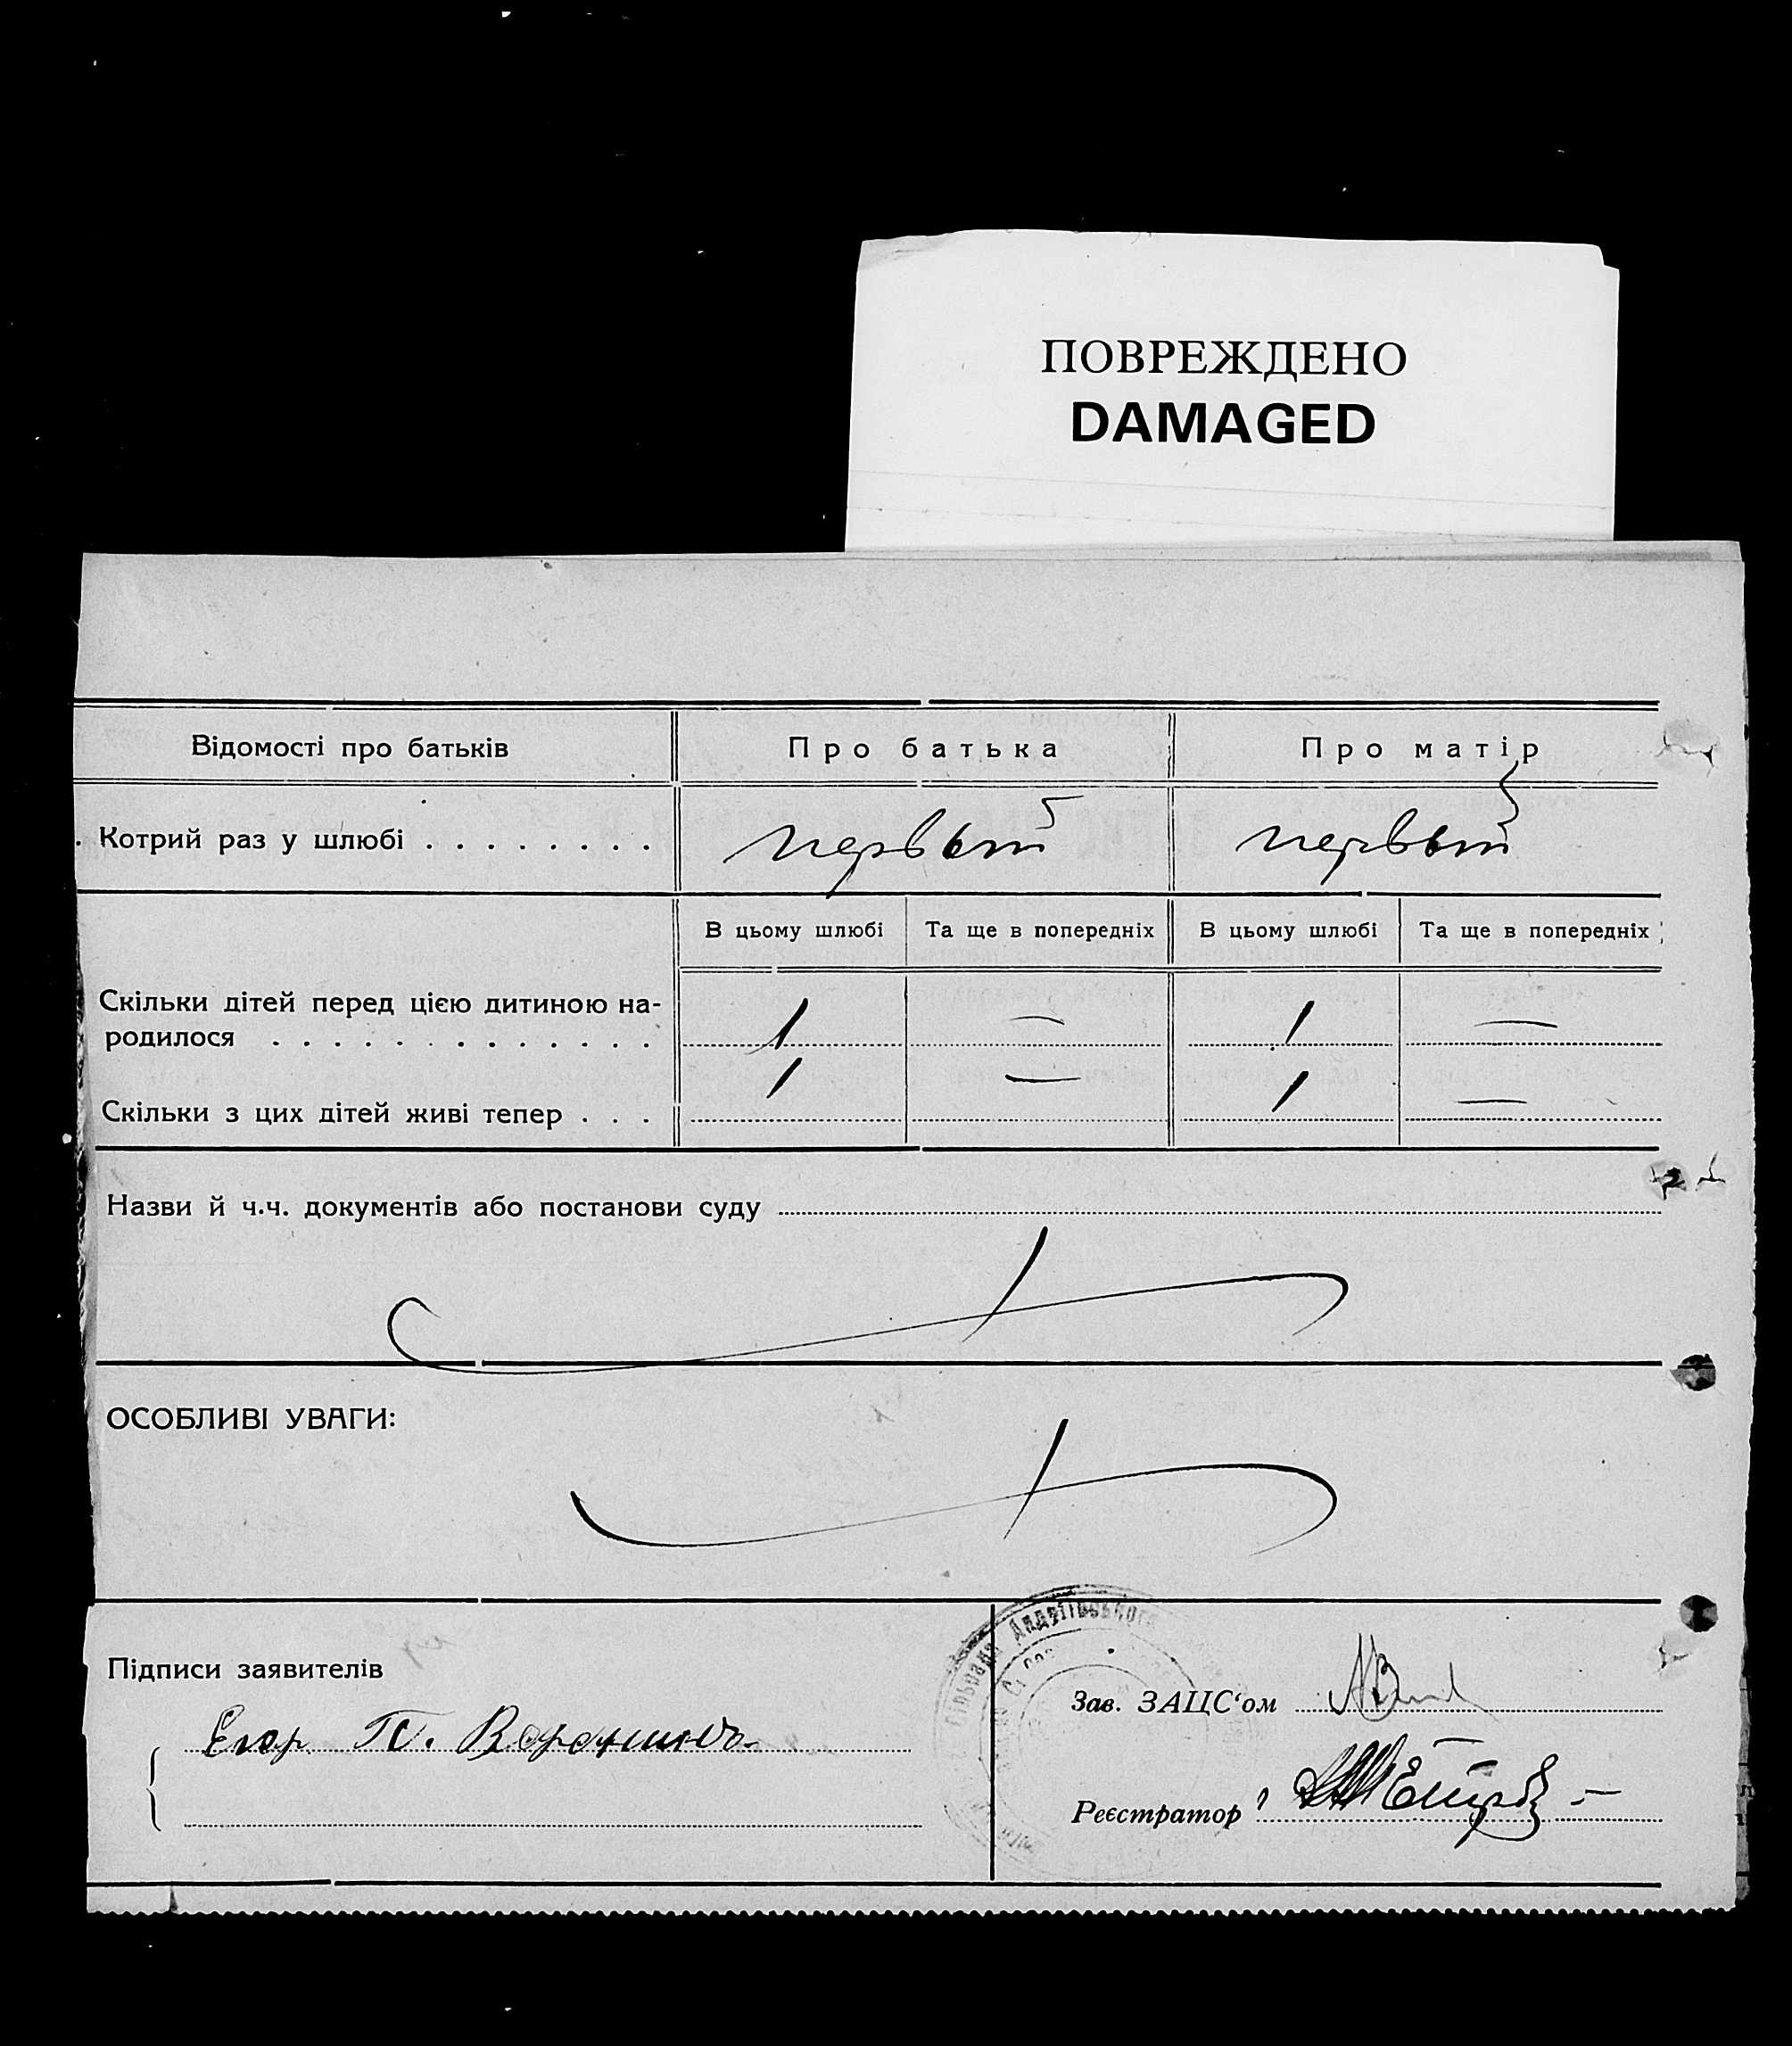 ПОВРЕЖДЕНО
DAMAGED
Відомості про батьків
Про батька
Про матір
Котрий раз у шлюбі . . . . . . . .
первый
первый
В цьому шлюбі
Та ще в попередніх
В цьому шлюбі
Та ще в попередніх
Скільки дітей перед цією дитиною на-
родилося . . . . . . . . . . . . .
1
—
1
—
Скільки з цих дітей живі тепер . . .
1
—
1
—
Назви й ч.ч. документів або постанови суду
ОСОБЛИВІ УВАГИ:
Підписи заявителів
Зав. ЗАЦС‘ом
Реєстратор